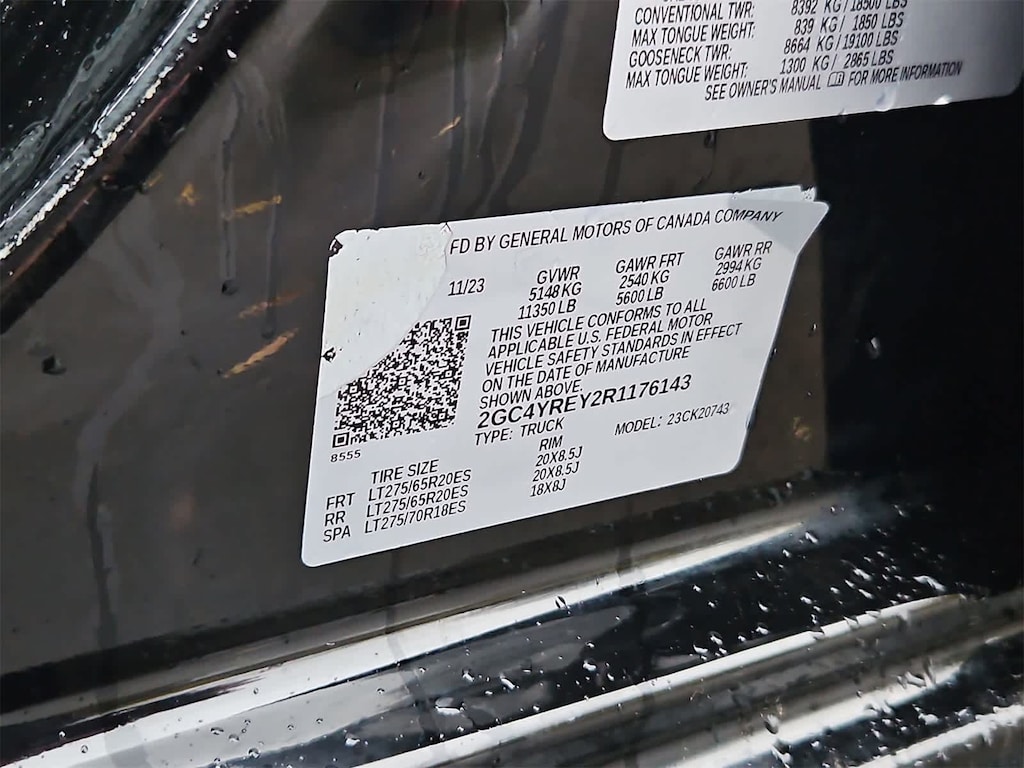 CONVENTIONAL TWR: 8392 KG/18500 LBS
MAX TONGUE WEIGHT: 839 KG/ 1850 LBS
GOOSENECK TWR: 8664 KG/19100 LBS
MAX TONGUE WEIGHT: 1300 KG/ 2865 LBS
SEE OWNER'S MANUAL FOR MORE INFORMATION
FD BY GENERAL MOTORS OF CANADA COMPANY
11/23 GVWR GAWR FRT GAWR RR
5148 KG 2540 KG 2994 KG
11350 LB 5600 LB 6600 LB
THIS VEHICLE CONFORMS TO ALL
APPLICABLE U.S. FEDERAL MOTOR
VEHICLE SAFETY STANDARDS IN EFFECT
ON THE DATE OF MANUFACTURE
SHOWN ABOVE.
2GC4YREY2R1176143
TYPE: TRUCK MODEL: 23CK20743
8555
TIRE SIZE RIM
FRT LT275/65R20ES 20X8.5J
RR LT275/65R20ES 20X8.5J
SPA LT275/70R18ES 18X8J